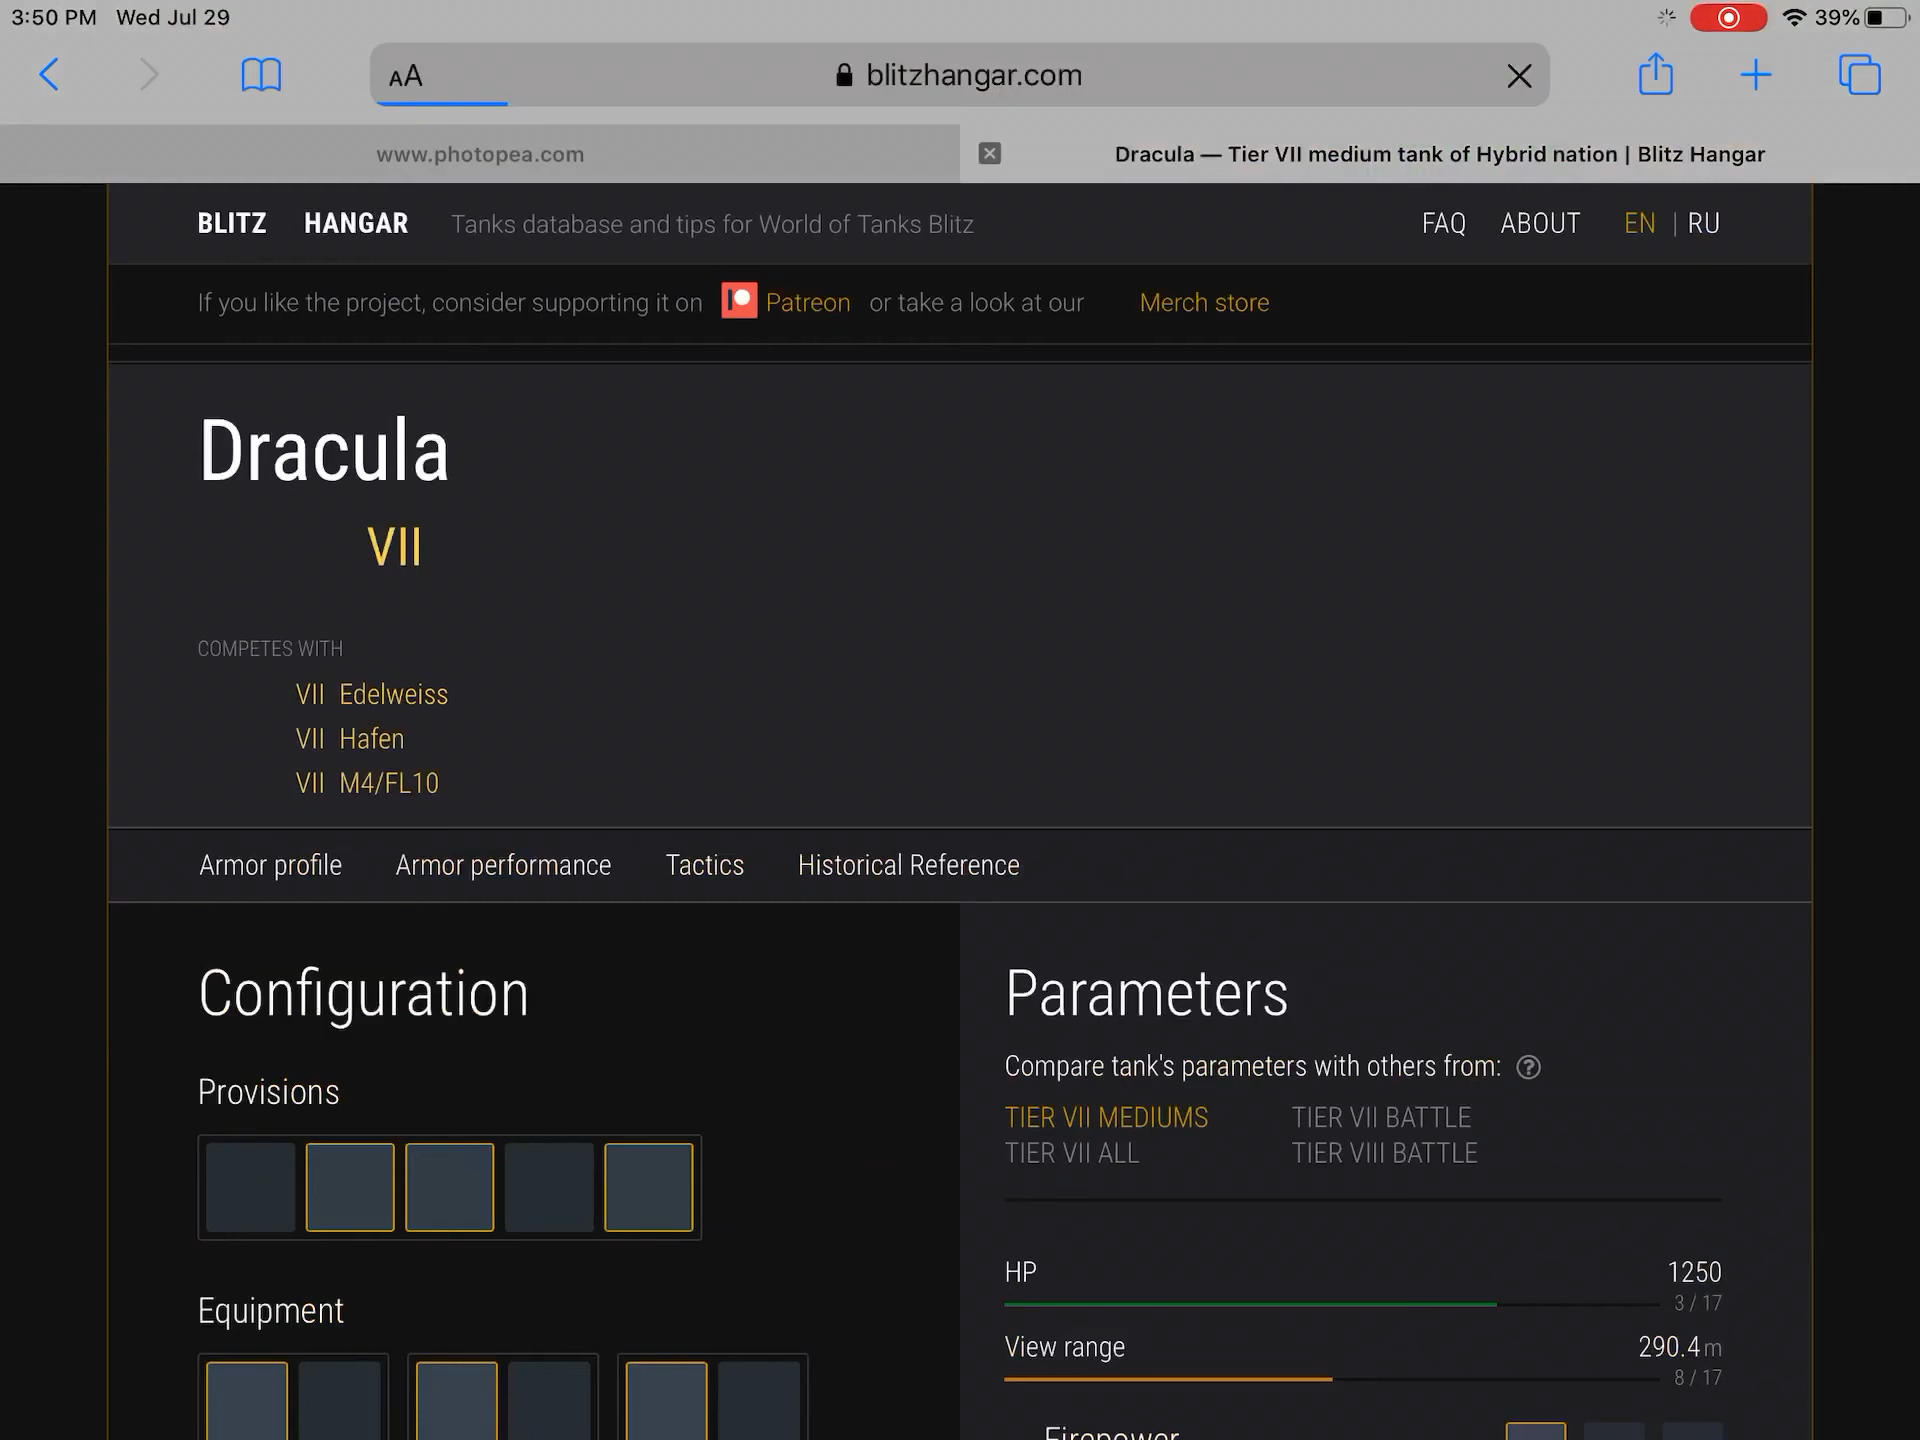 3:50 PM Wed Jul 29 39%
AA blitzhangar.com
www.photopea.com Dracula — Tier VII medium tank of Hybrid nation | Blitz Hangar
BLITZ HANGAR Tanks database and tips for World of Tanks Blitz FAQ ABOUT EN | RU
If you like the project, consider supporting it on Patreon or take a look at our Merch store
Dracula
VII
COMPETES WITH
VII Edelweiss
VII Hafen
VII M4/FL10
Armor profile Armor performance Tactics Historical Reference
Configuration
Provisions
Equipment
Parameters
Compare tank's parameters with others from: ?
TIER VII MEDIUMS TIER VII BATTLE
TIER VII ALL TIER VIII BATTLE
HP 1250
3 / 17
View range 290.4 m
8 / 17
Firepower